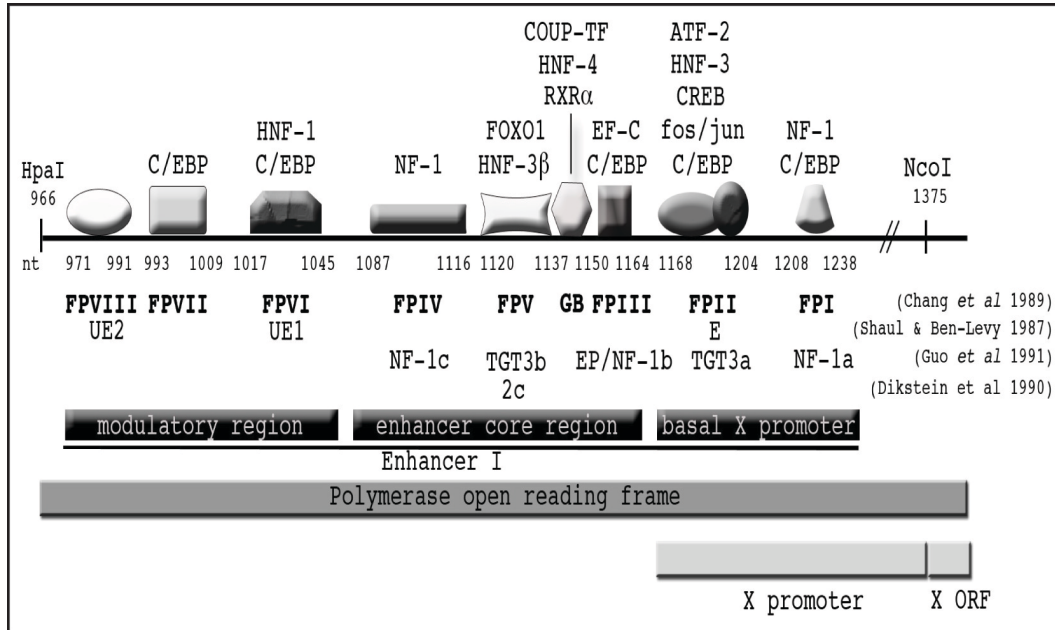 COUP-TF ATF-2
HNF-4 HNF-3
RXRα CREB
HNF-1 FOXO1 EF-C fos/jun NF-1
HpaI C/EBP C/EBP NF-1 HNF-3β C/EBP C/EBP C/EBP NcoI
966 1375
nt 971 991 993 1009 1017 1045 1087 1116 1120 1137 1150 1164 1168 1204 1208 1238
FPVIII FPVII FPVI FPIV FPV GB FPIII FPII FPI (Chang et al 1989)
UE2 UE1 E (Shaul & Ben-Levy 1987)
NF-1c TGT3b EP/NF-1b TGT3a NF-1a (Guo et al 1991)
2c (Dikstein et al 1990)
modulatory region enhancer core region basal X promoter
Enhancer I
Polymerase open reading frame
X promoter X ORF